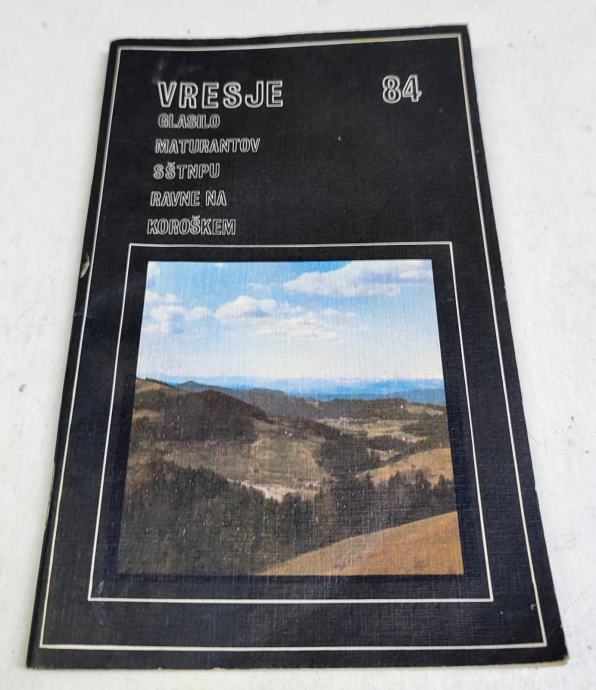 VRESJE 84
GLASILO
MATURANTOV
SŠTNPU
RAVNE NA
KOROŠKEM